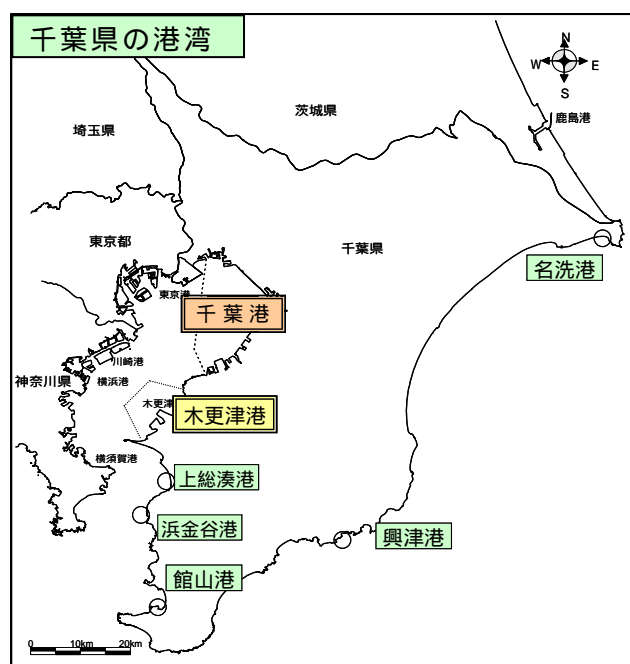 千葉県の港湾
N
W E
S
茨城県
鹿島港
埼玉県
東京都
千葉県
名洗港
東京港
千葉港
川崎港
神奈川県
横浜港
木更津
木更津港
横須賀港
上総湊港
浜金谷港
興津港
館山港
0 10km 20km